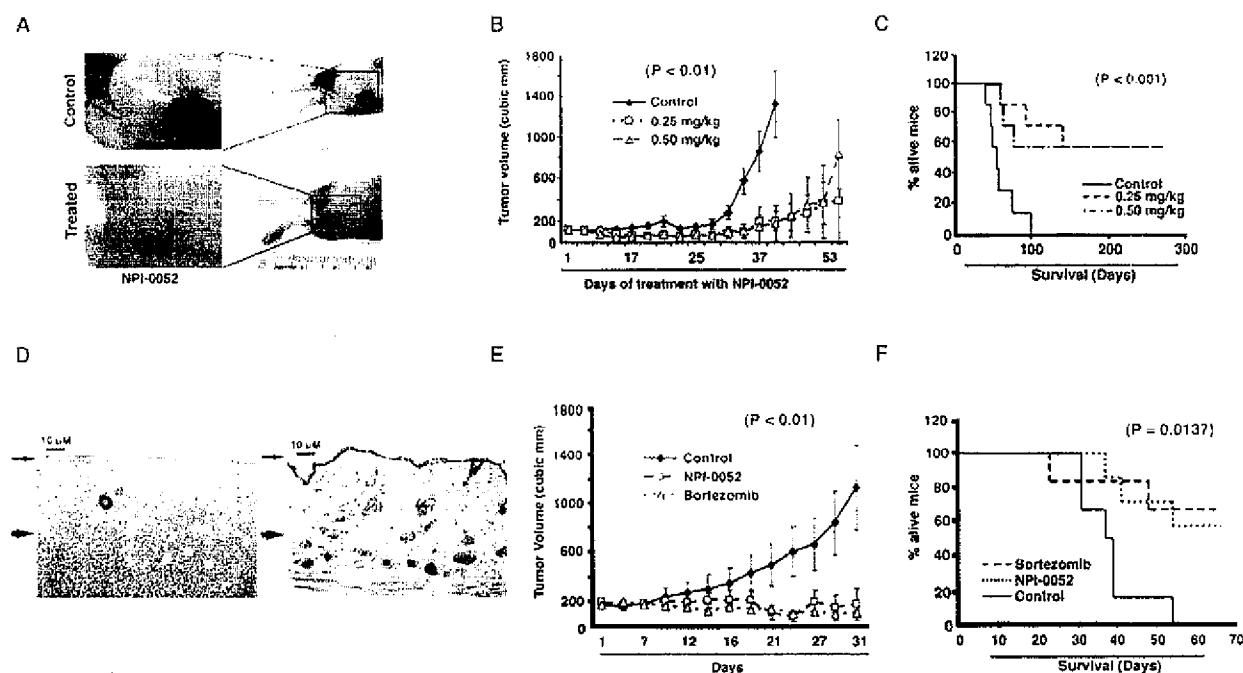 A
Control
Treated
NPI-0052
B
Tumor volume (cubic mm)
1800
1400
1000
600
200
0
(P < 0.01)
Control
0.25 mg/kg
0.50 mg/kg
1 17 25 37 53
Days of treatment with NPI-0052
C
% alive mice
120
100
80
60
40
20
0
(P < 0.001)
Control
0.25 mg/kg
0.50 mg/kg
0 100 200 300
Survival (Days)
D
10 µM
10 µM
E
Tumor Volume (cubic mm)
1800
1400
1000
600
200
0
(P < 0.01)
Control
NPI-0052
Bortezomib
1 7 12 16 21 27 31
Days
F
% alive mice
120
100
80
60
40
20
0
(P = 0.0137)
Bortezomib
NPI-0052
Control
0 10 20 30 40 50 60 70
Survival (Days)